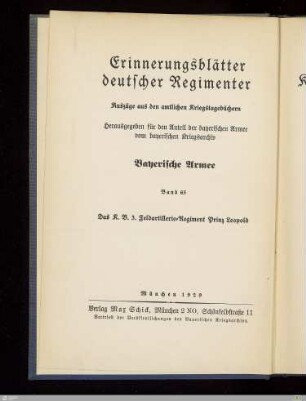 Erinnerungsblätter
deutscher Regimenter
Auszüge aus den amtlichen Kriegstagebüchern
Herausgegeben für den Anteil der bayerischen Armee
vom bayerischen Kriegsarchiv
Bayerische Armee
Band 65
Das K. B. 3. Feldartillerie-Regiment Prinz Leopold
München 1929
Verlag Max Schick, München 2 NO, Schönfeldstraße 11
Vertrieb der Veröffentlichungen des Bayerischen Kriegsarchivs.
K